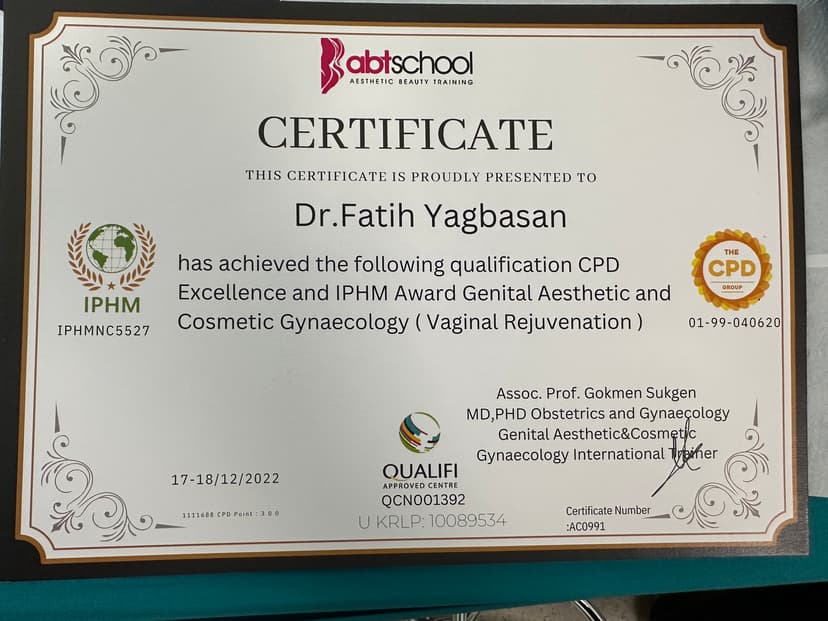 abtschool
AESTHETIC BEAUTY TRAINING
CERTIFICATE
THIS CERTIFICATE IS PROUDLY PRESENTED TO
Dr.Fatih Yagbasan
has achieved the following qualification CPD
Excellence and IPHM Award Genital Aesthetic and
Cosmetic Gynaecology ( Vaginal Rejuvenation )
IPHM
IPHMNC5527
THE
CPD
GROUP
01-99-040620
Assoc. Prof. Gokmen Sukgen
MD,PHD Obstetrics and Gynaecology
Genital Aesthetic&Cosmetic
Gynaecology International Trainer
17-18/12/2022
1111688 CPD Point : 3 0 0
QUALIFI
APPROVED CENTRE
QCN001392
U KRLP: 10089534
Certificate Number
:AC0991